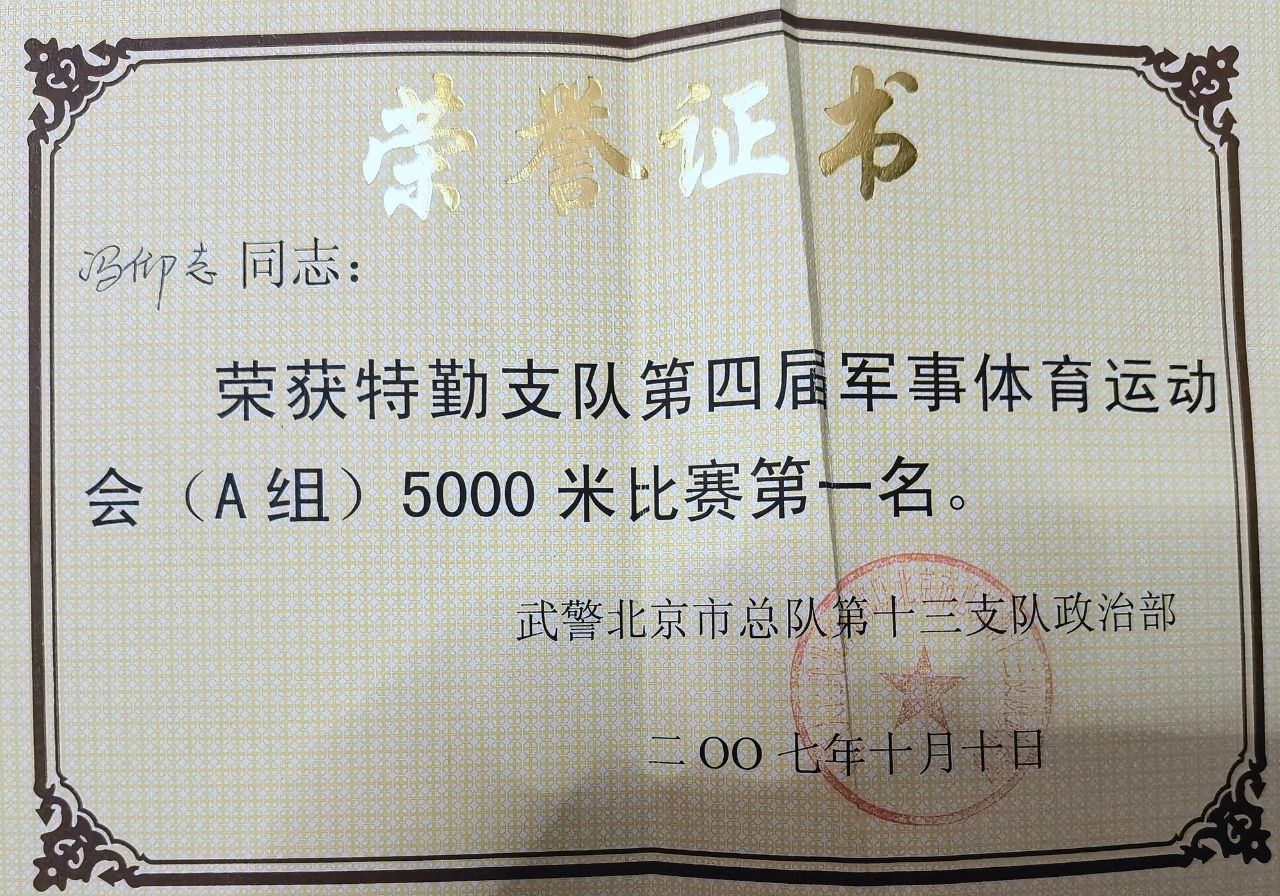 荣誉证书
冯仰志 同志：
荣获特勤支队第四届军事体育运动
会（A组）5000米比赛第一名。
武警北京市总队第十三支队政治部
二〇〇七年十月十日